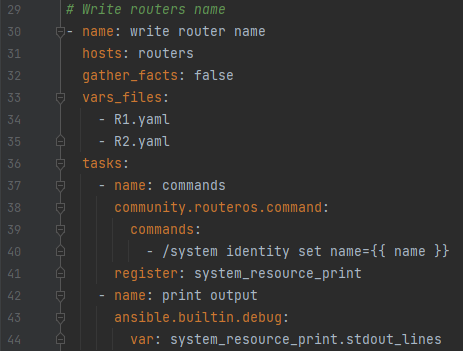 29 # Write routers name
30 - name: write router name
31 hosts: routers
32 gather_facts: false
33 vars_files:
34 - R1.yaml
35 - R2.yaml
36 tasks:
37 - name: commands
38 community.routeros.command:
39 commands:
40 - /system identity set name={{ name }}
41 register: system_resource_print
42 - name: print output
43 ansible.builtin.debug:
44 var: system_resource_print.stdout_lines